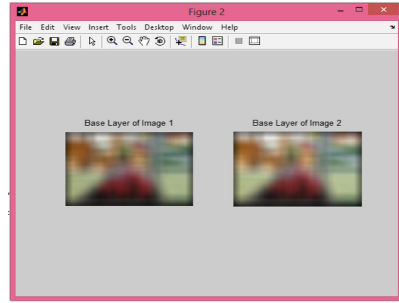 Figure 2
File Edit View Insert Tools Desktop Window Help
Base Layer of Image 1 Base Layer of Image 2